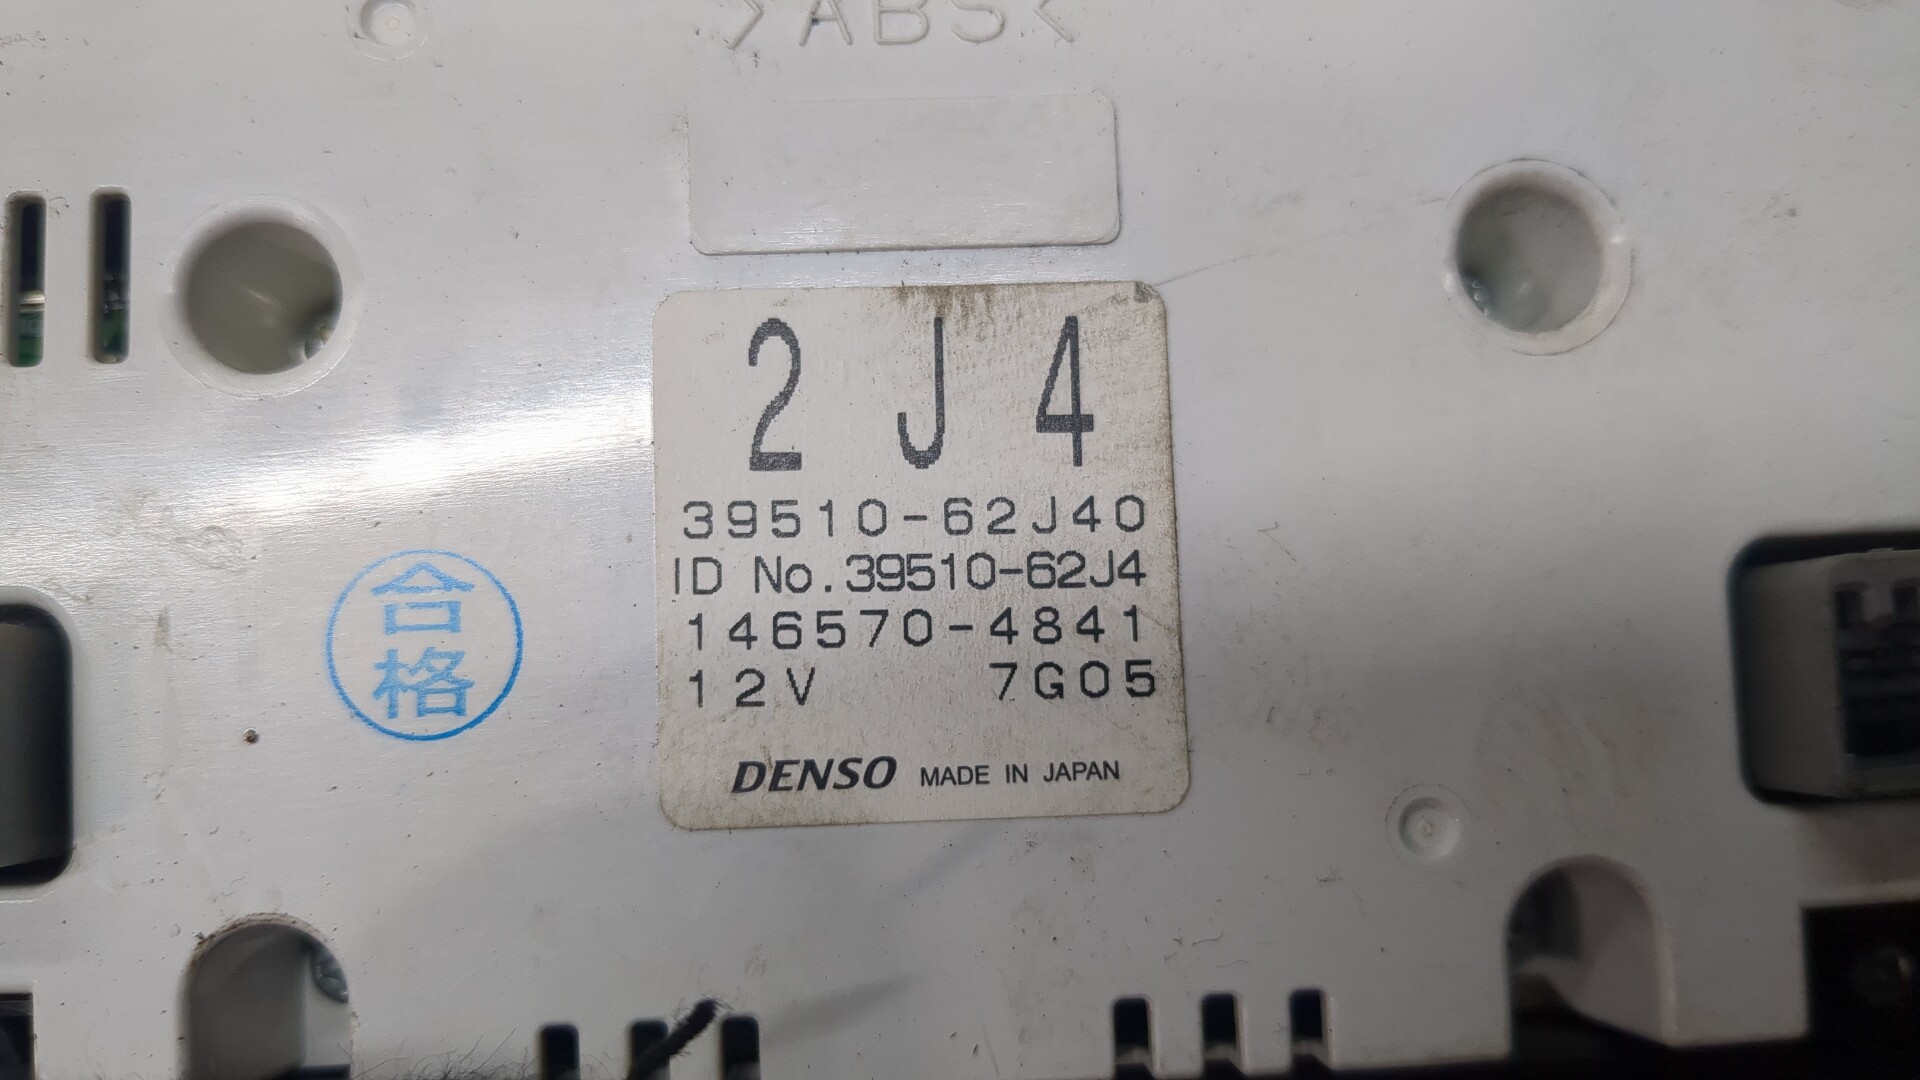 >ABS<
2 J 4
39510-62J40
ID No.39510-62J4
146570-4841
12V 7G05
DENSO MADE IN JAPAN
合格